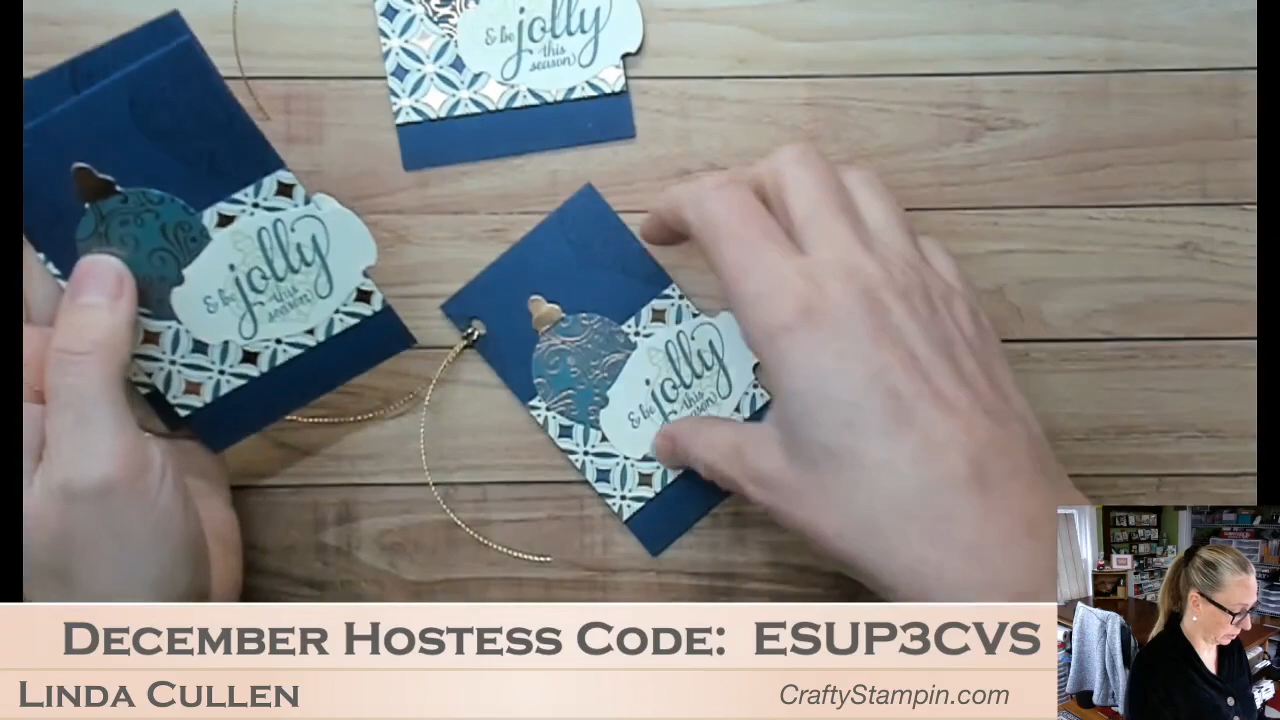 & be jolly
this
season
& be jolly
this
season
& be jolly
this
season
DECEMBER HOSTESS CODE: ESUP3CVS
LINDA CULLEN
CraftyStampin.com